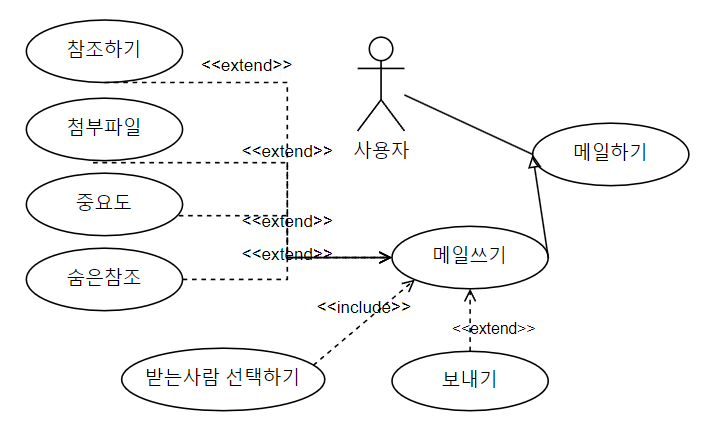 참조하기
<<extend>>
첨부파일
<<extend>>
사용자
메일하기
중요도
<<extend>>
<<extend>>
메일쓰기
숨은참조
<<include>>
<<extend>>
받는사람 선택하기
보내기